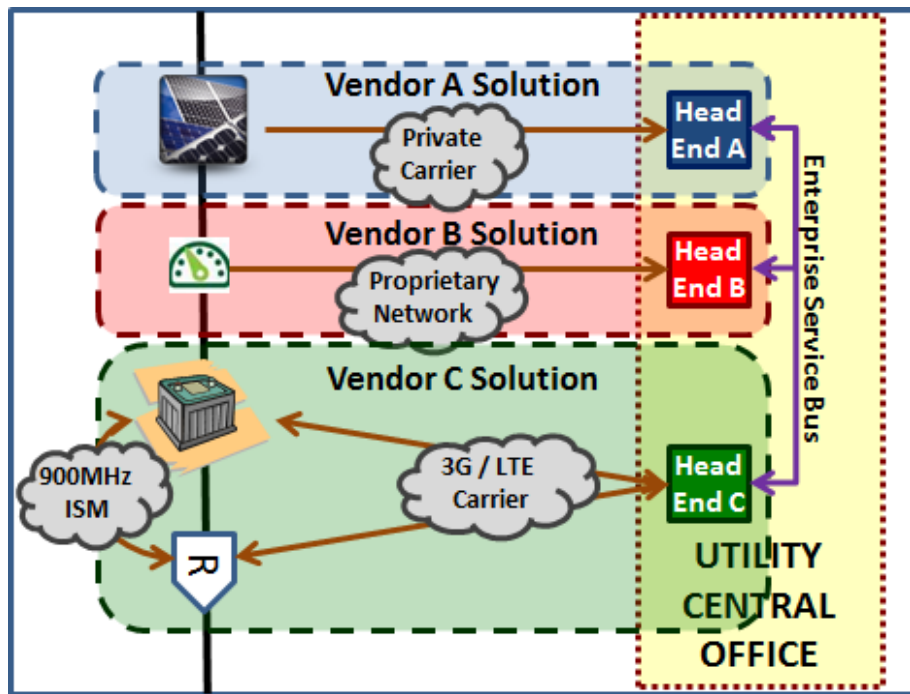 Vendor A Solution
Private
Carrier
Head
End A
Vendor B Solution
Proprietary
Network
Head
End B
Enterprise Service Bus
Vendor C Solution
900MHz
ISM
3G / LTE
Carrier
Head
End C
R
UTILITY
CENTRAL
OFFICE